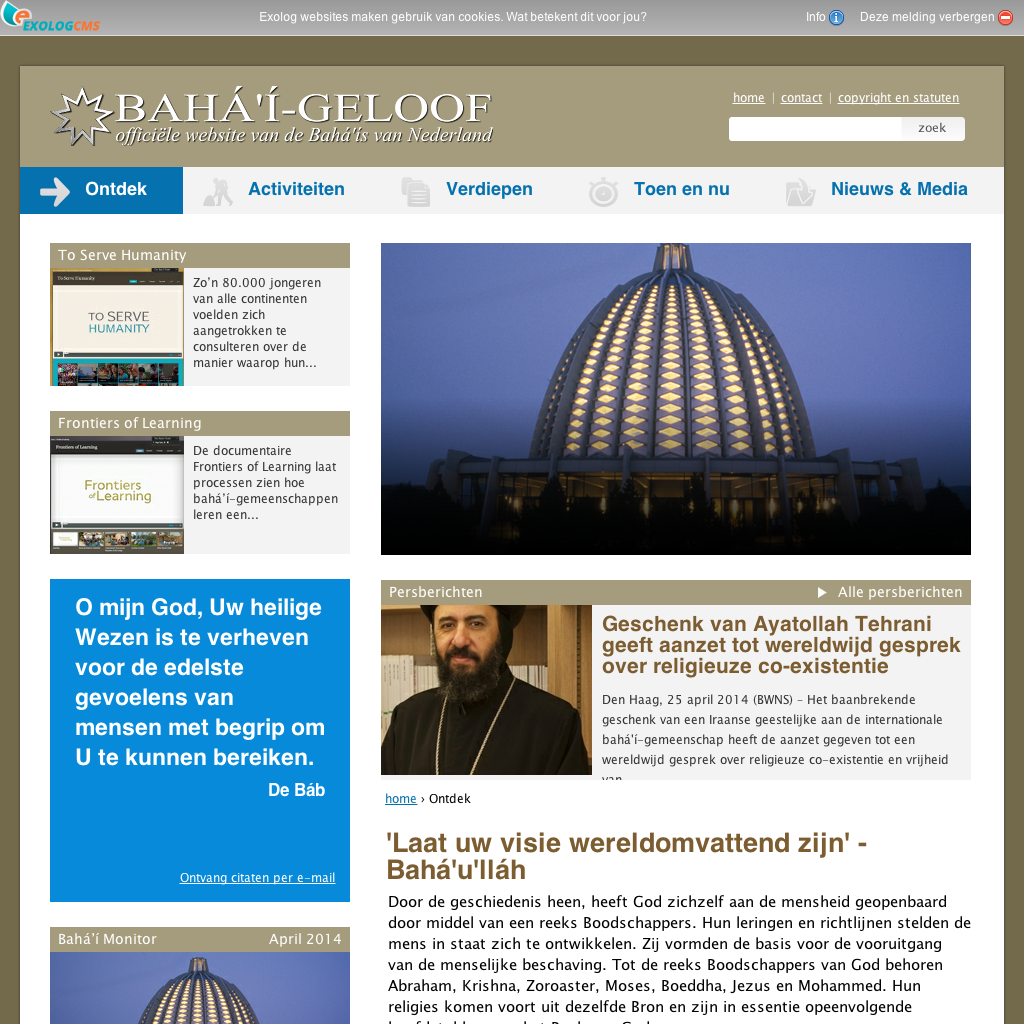 eXOLOGCMS
Exolog websites maken gebruik van cookies. Wat betekent dit voor jou?
Info
Deze melding verbergen
BAHÁ'Í-GELOOF
officiële website van de Bahá'ís van Nederland
home | contact | copyright en statuten
zoek
Ontdek
Activiteiten
Verdiepen
Toen en nu
Nieuws & Media
To Serve Humanity
To Serve Humanity
TO SERVE
HUMANITY
Zo'n 80.000 jongeren
van alle continenten
voelden zich
aangetrokken te
consulteren over de
manier waarop hun...
Frontiers of Learning
Frontiers of Learning
Frontiers
of Learning
De documentaire
Frontiers of Learning laat
processen zien hoe
bahá'í-gemeenschappen
leren een...
O mijn God, Uw heilige
Wezen is te verheven
voor de edelste
gevoelens van
mensen met begrip om
U te kunnen bereiken.
De Báb
Ontvang citaten per e-mail
Bahá'í Monitor
April 2014
Persberichten
Alle persberichten
Geschenk van Ayatollah Tehrani
geeft aanzet tot wereldwijd gesprek
over religieuze co-existentie
Den Haag, 25 april 2014 (BWNS) - Het baanbrekende
geschenk van een Iraanse geestelijke aan de internationale
bahá'í-gemeenschap heeft de aanzet gegeven tot een
wereldwijd gesprek over religieuze co-existentie en vrijheid
van
home › Ontdek
'Laat uw visie wereldomvattend zijn' -
Bahá'u'lláh
Door de geschiedenis heen, heeft God zichzelf aan de mensheid geopenbaard
door middel van een reeks Boodschappers. Hun leringen en richtlijnen stelden de
mens in staat zich te ontwikkelen. Zij vormden de basis voor de vooruitgang
van de menselijke beschaving. Tot de reeks Boodschappers van God behoren
Abraham, Krishna, Zoroaster, Moses, Boeddha, Jezus en Mohammed. Hun
religies komen voort uit dezelfde Bron en zijn in essentie opeenvolgende